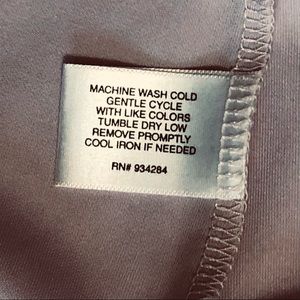 MACHINE WASH COLD
GENTLE CYCLE
WITH LIKE COLORS
TUMBLE DRY LOW
REMOVE PROMPTLY
COOL IRON IF NEEDED
RN# 934284